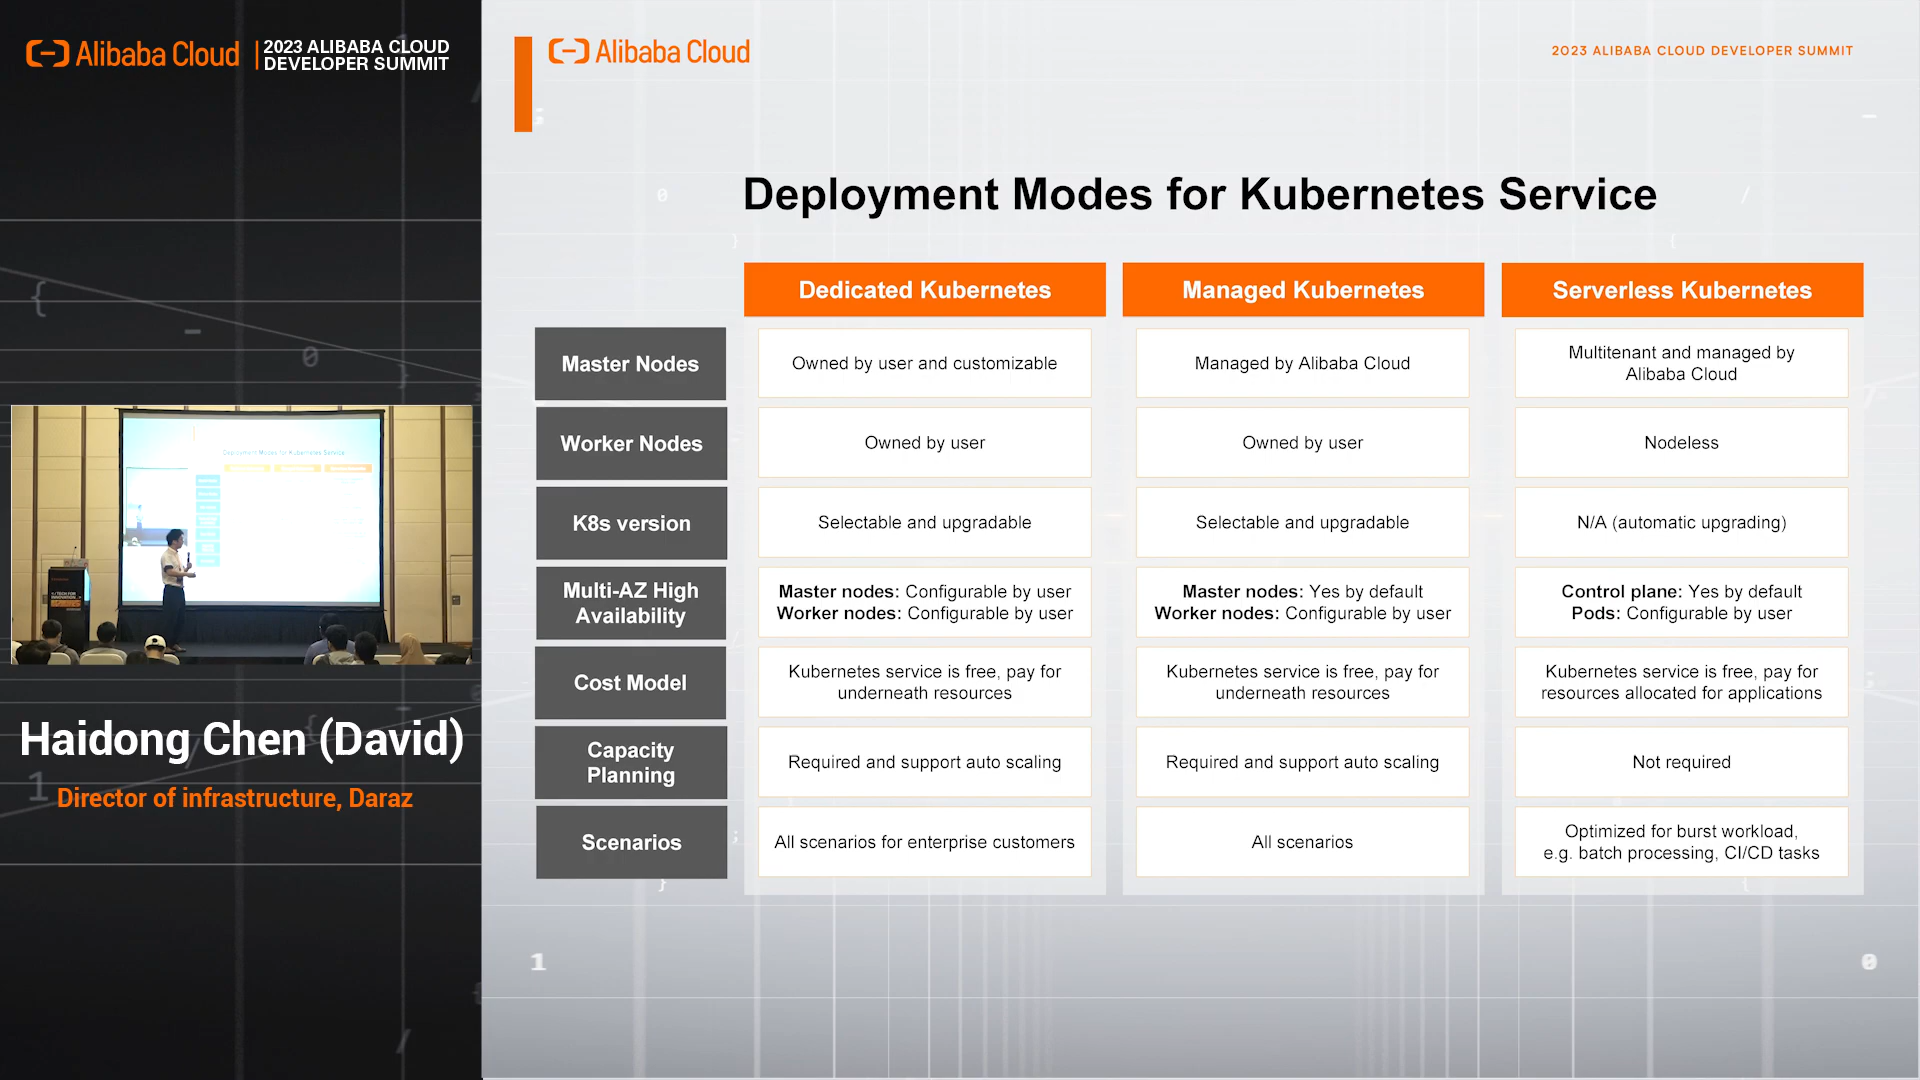 Alibaba Cloud
2023 ALIBABA CLOUD
DEVELOPER SUMMIT
Alibaba Cloud
2023 ALIBABA CLOUD DEVELOPER SUMMIT
Deployment Modes for Kubernetes Service
Dedicated Kubernetes
Managed Kubernetes
Serverless Kubernetes
Master Nodes
Owned by user and customizable
Managed by Alibaba Cloud
Multitenant and managed by
Alibaba Cloud
Worker Nodes
Owned by user
Owned by user
Nodeless
K8s version
Selectable and upgradable
Selectable and upgradable
N/A (automatic upgrading)
Multi-AZ High
Availability
Master nodes: Configurable by user
Worker nodes: Configurable by user
Master nodes: Yes by default
Worker nodes: Configurable by user
Control plane: Yes by default
Pods: Configurable by user
Cost Model
Kubernetes service is free, pay for
underneath resources
Kubernetes service is free, pay for
underneath resources
Kubernetes service is free, pay for
resources allocated for applications
Capacity
Planning
Required and support auto scaling
Required and support auto scaling
Not required
Scenarios
All scenarios for enterprise customers
All scenarios
Optimized for burst workload,
e.g. batch processing, CI/CD tasks
Deployment Modes for Kubernetes Service
Haidong Chen (David)
Director of infrastructure, Daraz